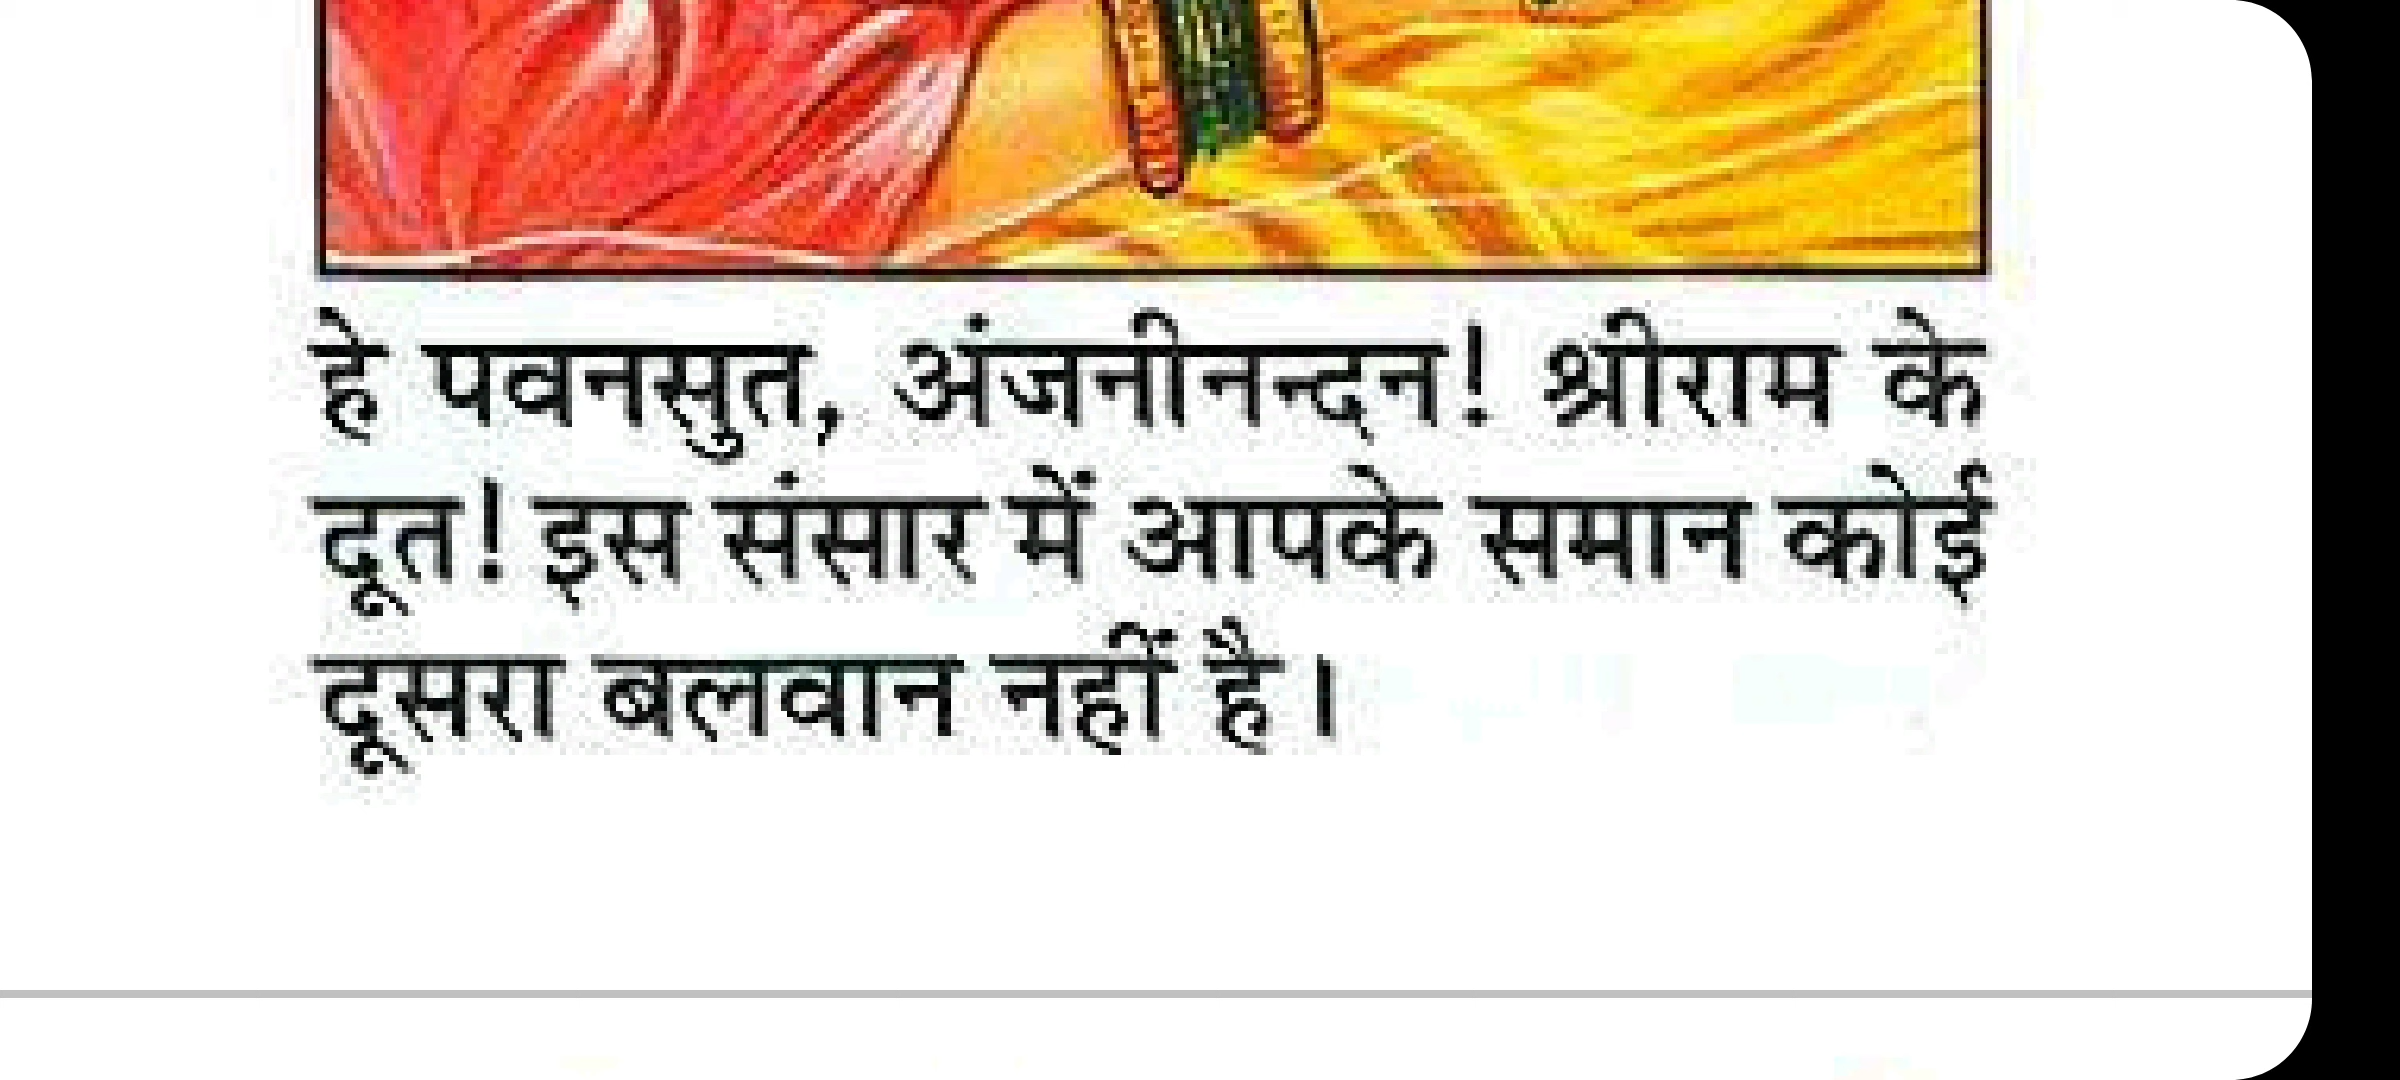 हे पवनसुत, अंजनीनन्दन! श्रीराम के
दूत! इस संसार में आपके समान कोई
दूसरा बलवान नहीं है।